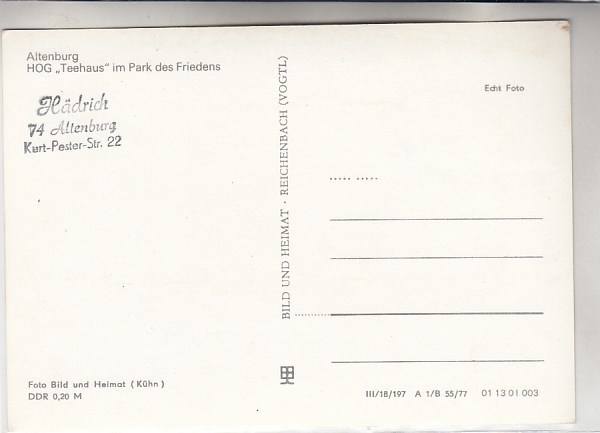 Altenburg
HOG „Teehaus" im Park des Friedens
Hädrich
74 Altenburg
Kurt-Pester-Str. 22
BILD UND HEIMAT · REICHENBACH (VOGTL)
Echt Foto
Foto Bild und Heimat (Kühn)
DDR 0,20 M
III/18/197 A 1/B 55/77 01 13 01 003